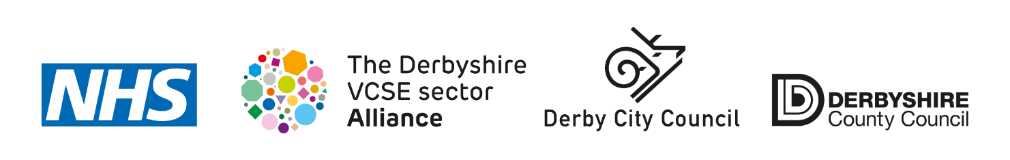 NHS
The Derbyshire
VCSE sector
Alliance
Derby City Council
DERBYSHIRE
County Council